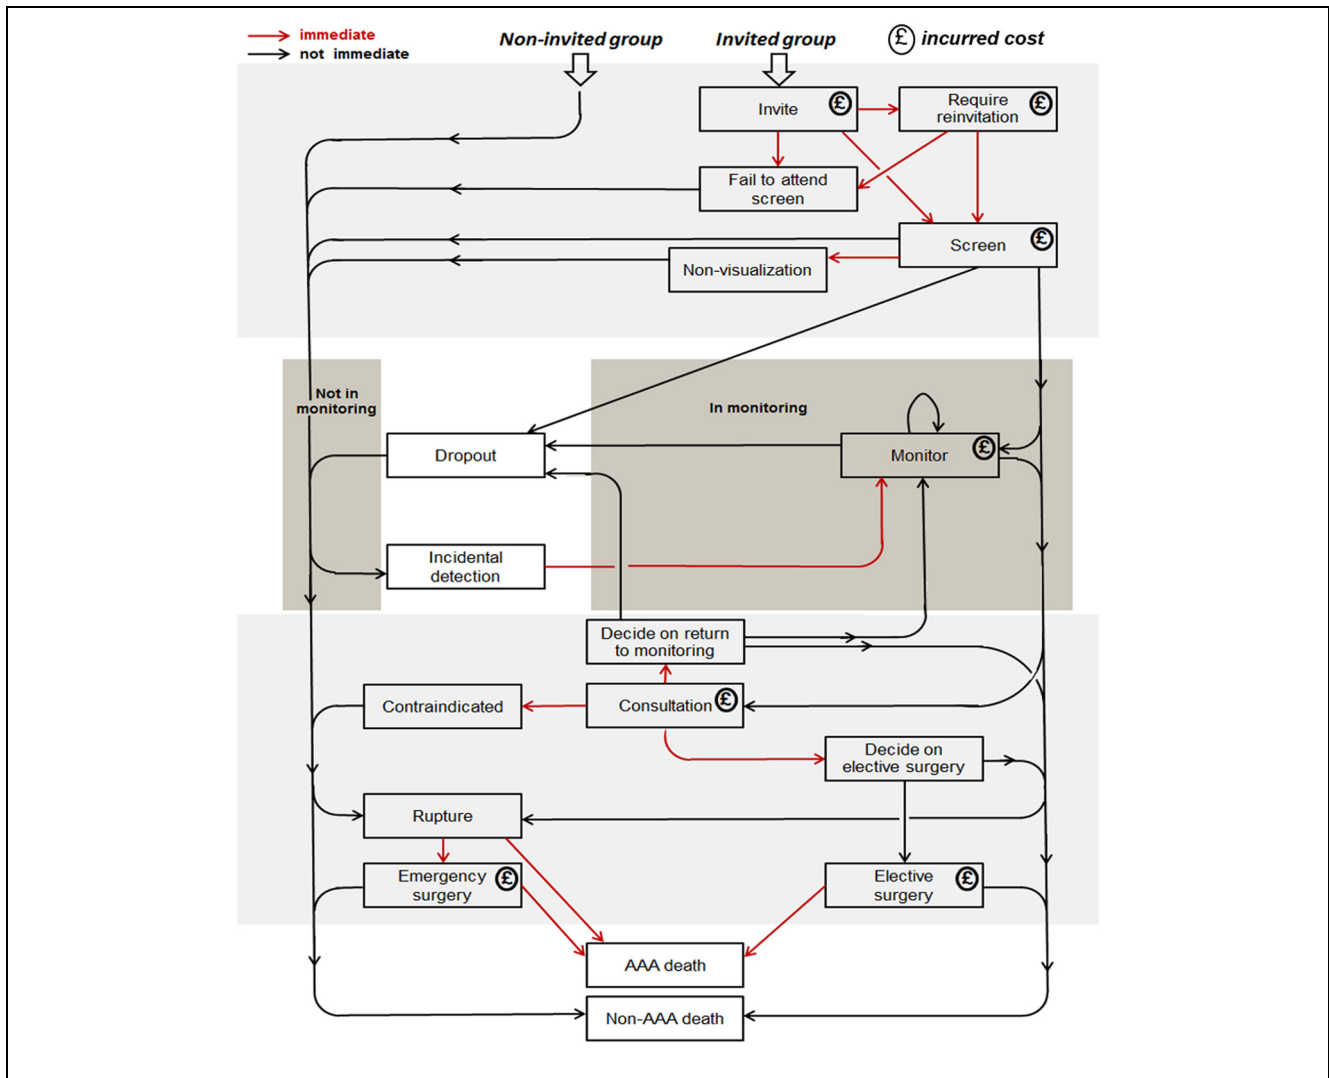 immediate
not immediate
Non-invited group
Invited group
£ incurred cost
Invite £
Require
reinvitation £
Fail to attend
screen
Screen £
Non-visualization
Not in
monitoring
In monitoring
Dropout
Monitor £
Incidental
detection
Decide on return
to monitoring
Contraindicated
Consultation £
Decide on
elective surgery
Rupture
Emergency
surgery £
Elective
surgery £
AAA death
Non-AAA death